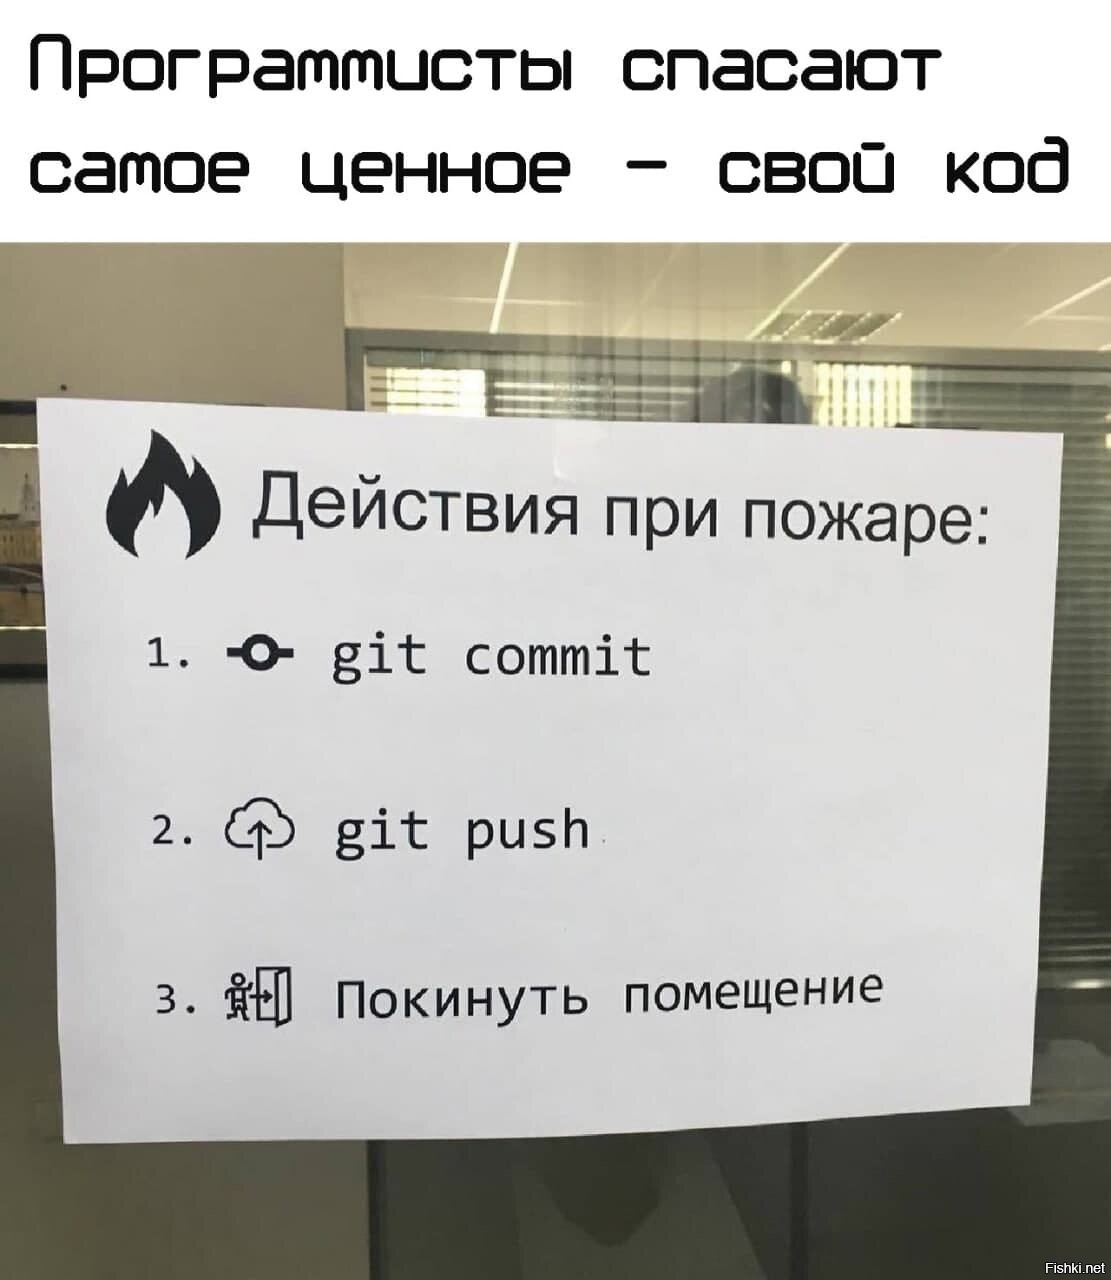 Программисты спасают
самое ценное – свой код
Действия при пожаре:
1. git commit
2. git push
3. Покинуть помещение
Fishki.net